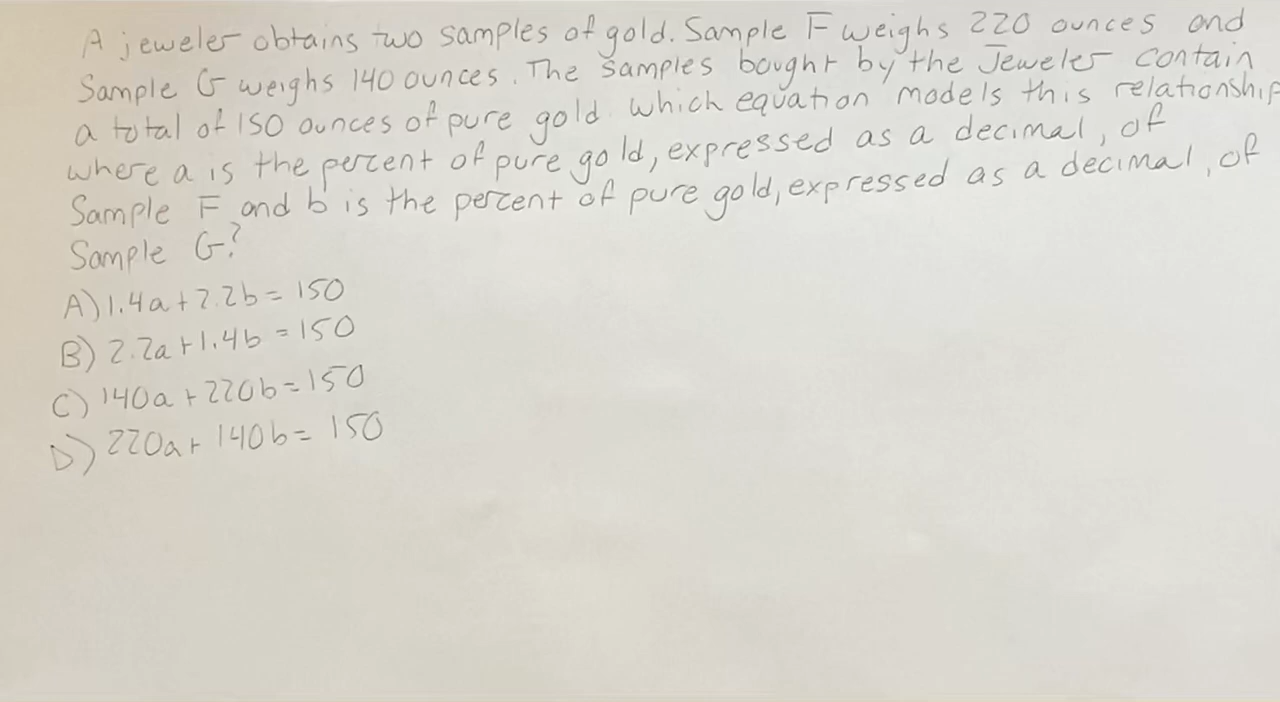 A jeweler obtains two samples of gold. Sample F weighs 220 ounces and
Sample G weighs 140 ounces. The samples bought by the Jeweler contain
a total of 150 ounces of pure gold. Which equation models this relationship
where a is the percent of pure gold, expressed as a decimal, of
Sample F and b is the percent of pure gold, expressed as a decimal, of
Sample G?
A) 1.4a + 2.2b = 150
B) 2.2a + 1.4b = 150
C) 140a + 220b = 150
D) 220a + 140b = 150